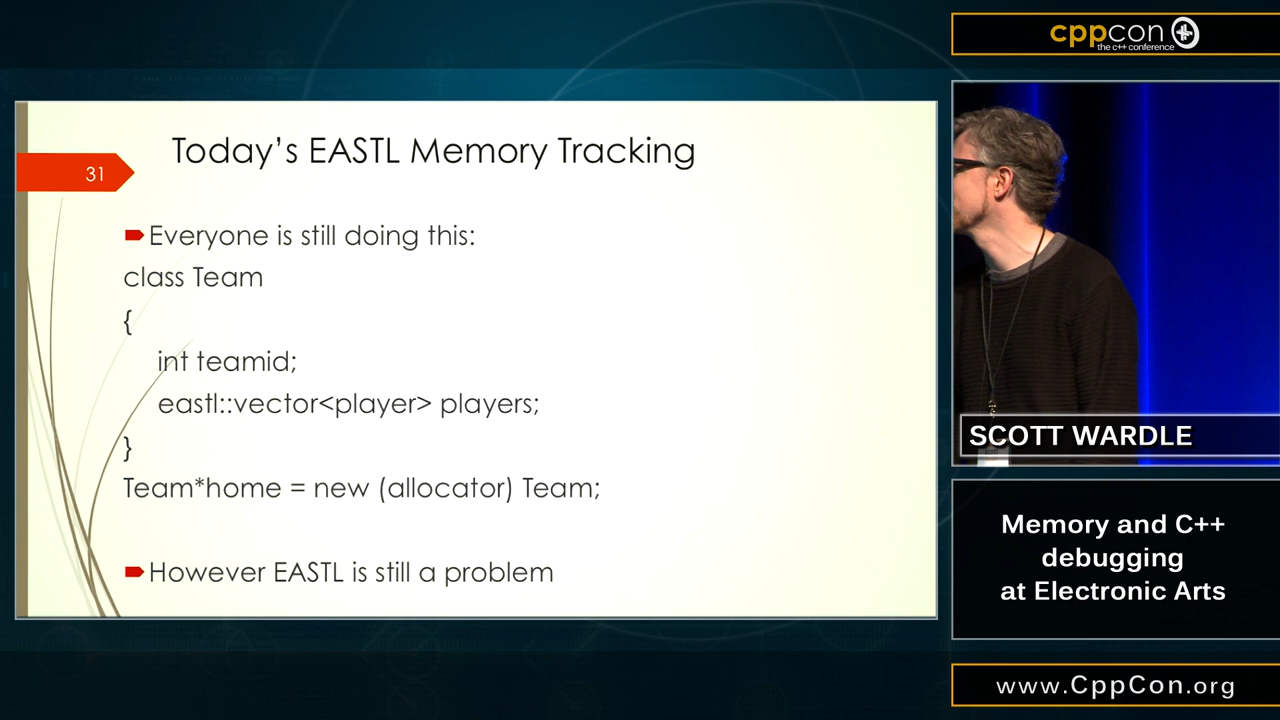 Today's EASTL Memory Tracking
31
Everyone is still doing this:
class Team
{
int teamid;
eastl::vector<player> players;
}
Team*home = new (allocator) Team;
However EASTL is still a problem
cppcon
the c++ conference
SCOTT WARDLE
Memory and C++
debugging
at Electronic Arts
www.CppCon.org